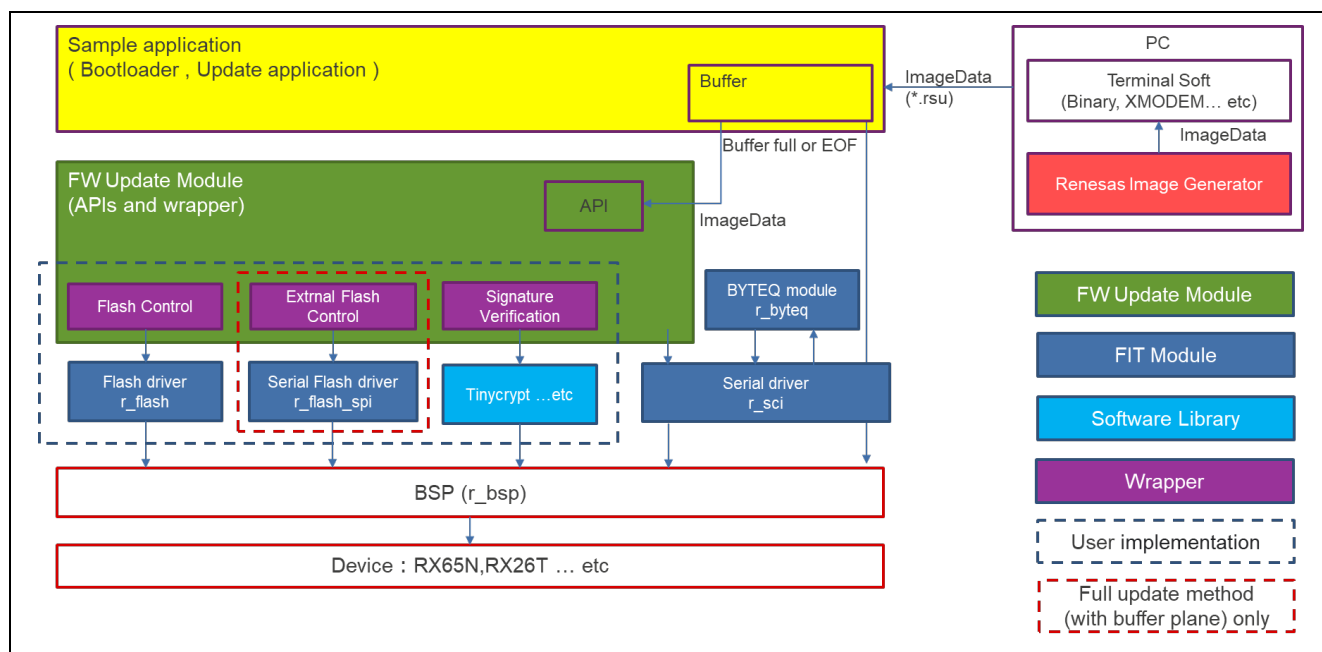 Sample application
( Bootloader , Update application )
Buffer
ImageData
(*.rsu)
PC
Terminal Soft
(Binary, XMODEM… etc)
ImageData
Renesas Image Generator
Buffer full or EOF
FW Update Module
(APIs and wrapper)
API
ImageData
Flash Control
Extrnal Flash
Control
Signature
Verification
BYTEQ module
r_byteq
Flash driver
r_flash
Serial Flash driver
r_flash_spi
Tinycrypt …etc
Serial driver
r_sci
BSP (r_bsp)
Device : RX65N,RX26T … etc
FW Update Module
FIT Module
Software Library
Wrapper
User implementation
Full update method
(with buffer plane) only